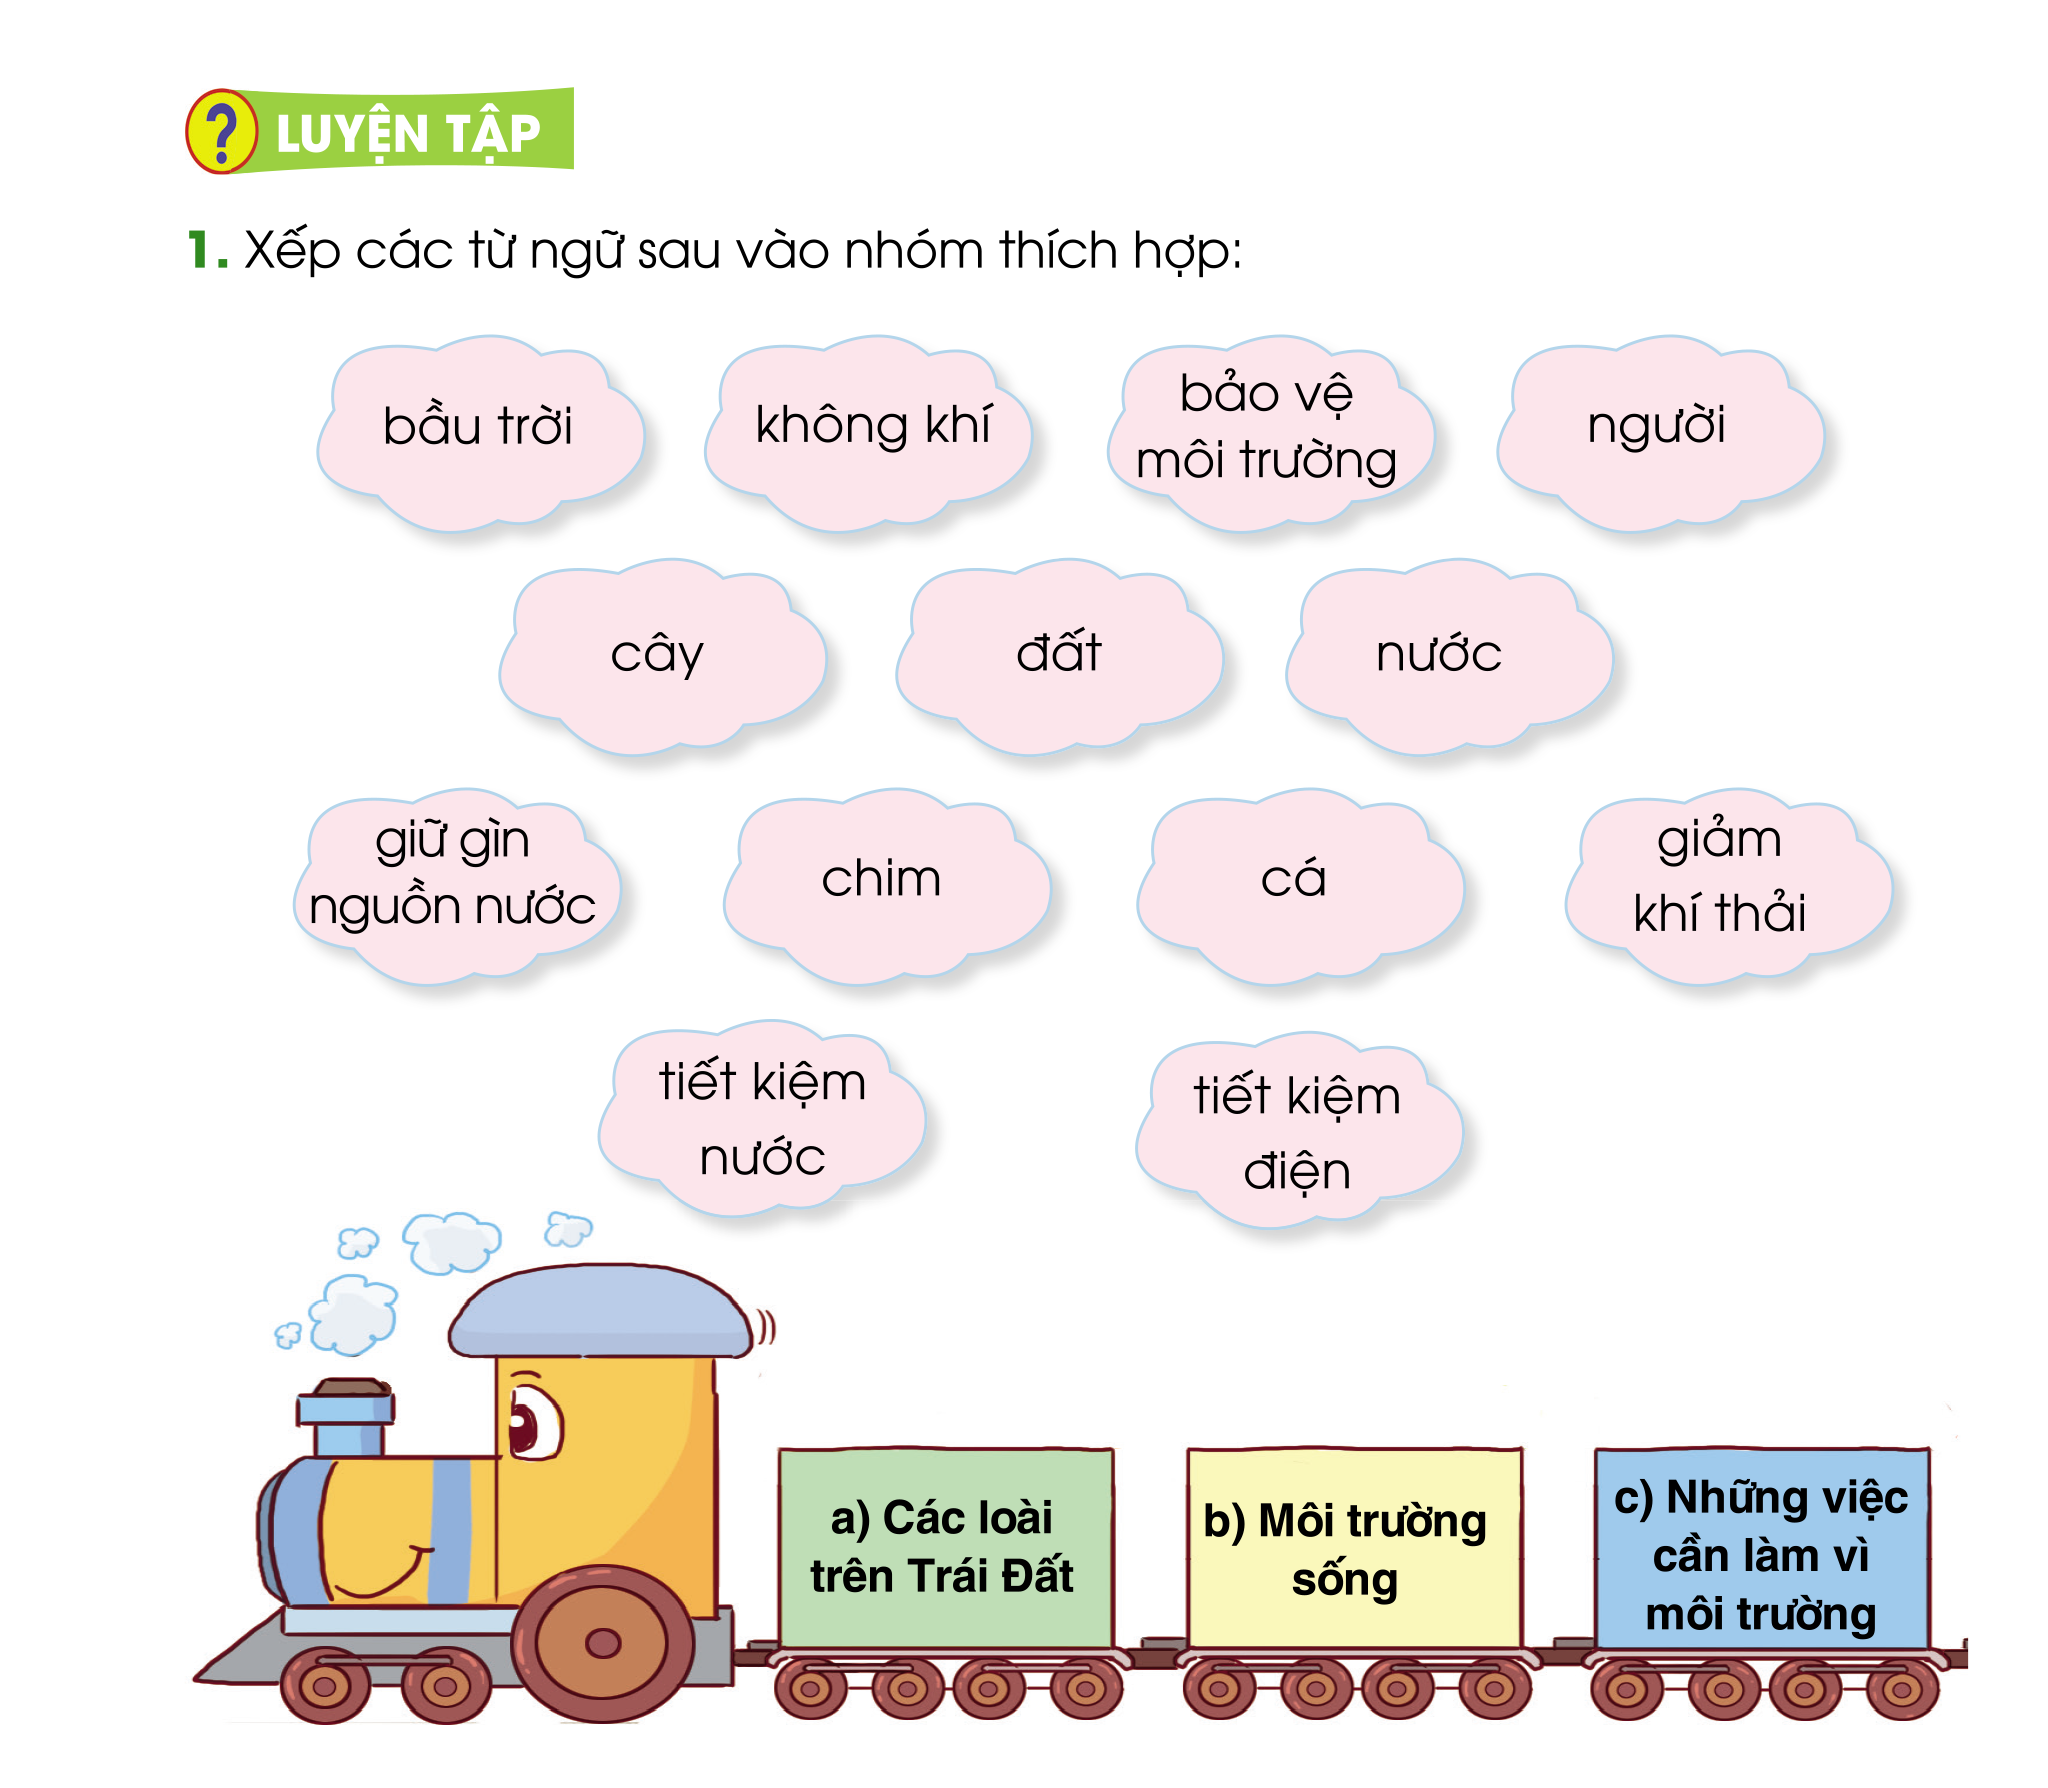 ? LUYỆN TẬP
1. Xếp các từ ngữ sau vào nhóm thích hợp:
bầu trời
không khí
bảo vệ
môi trường
người
cây
đất
nước
giữ gìn
nguồn nước
chim
cá
giảm
khí thải
tiết kiệm
nước
tiết kiệm
điện
a) Các loài
trên Trái Đất
b) Môi trường
sống
c) Những việc
cần làm vì
môi trường